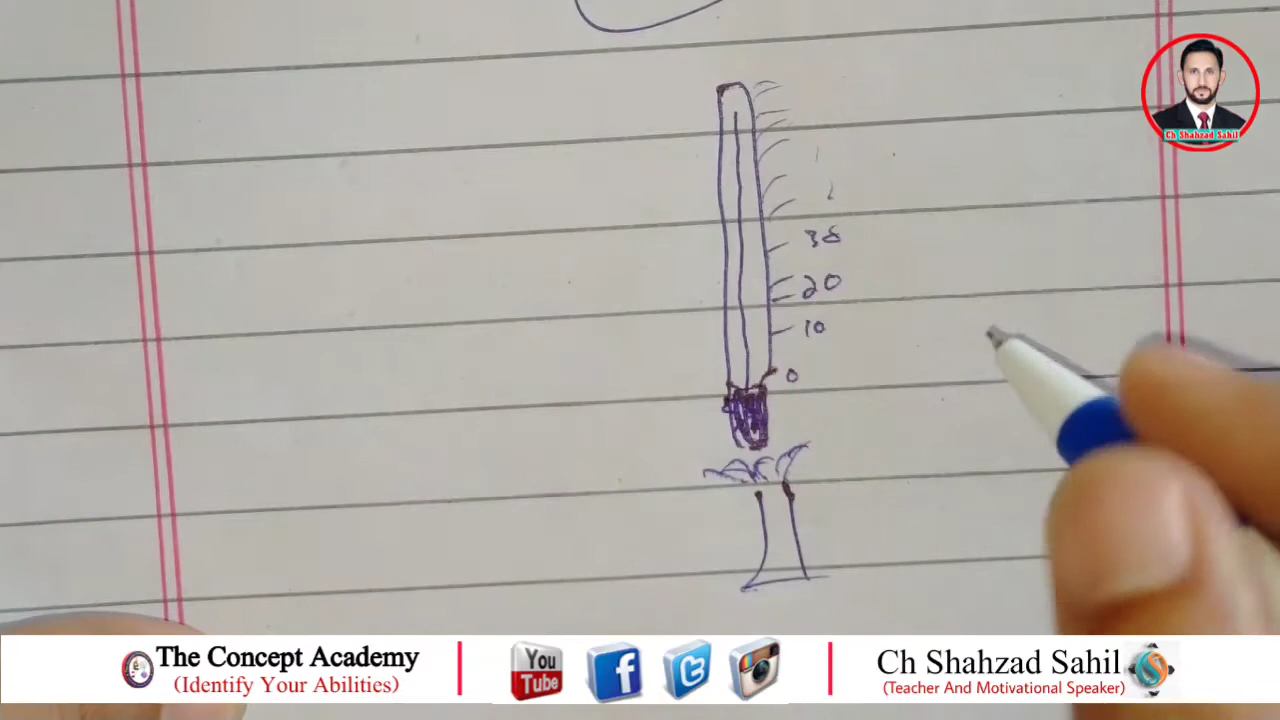 Ch Shahzad Sahil
30
20
10
0
The Concept Academy
(Identify Your Abilities)
You
Tube
Ch Shahzad Sahil
(Teacher And Motivational Speaker)